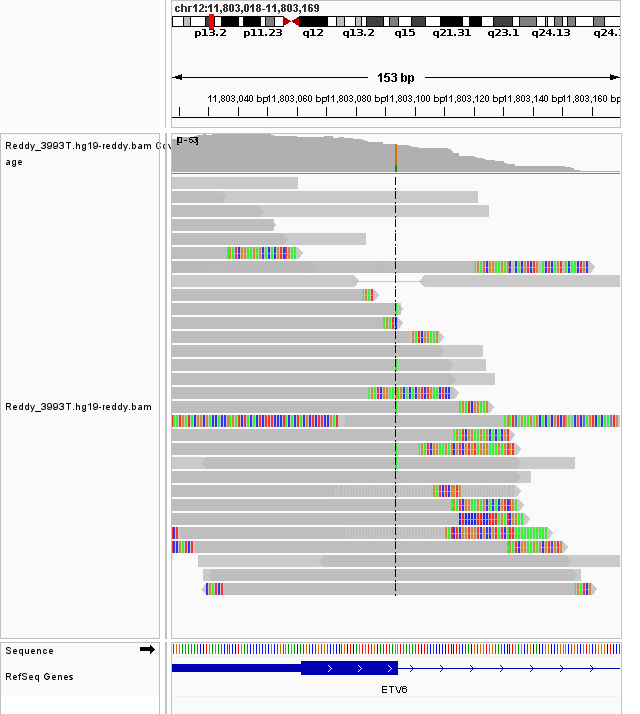 chr12:11,803,018-11,803,169
p13.2 p11.23 q12 q13.2 q15 q21.31 q23.1 q24.13 q24.
153 bp
11,803,040 bp 11,803,060 bp 11,803,080 bp 11,803,100 bp 11,803,120 bp 11,803,140 bp 11,803,160 bp
[0 - 53]
Reddy_3993T.hg19-reddy.bam Cov
age
Reddy_3993T.hg19-reddy.bam
Sequence
RefSeq Genes
ETV6